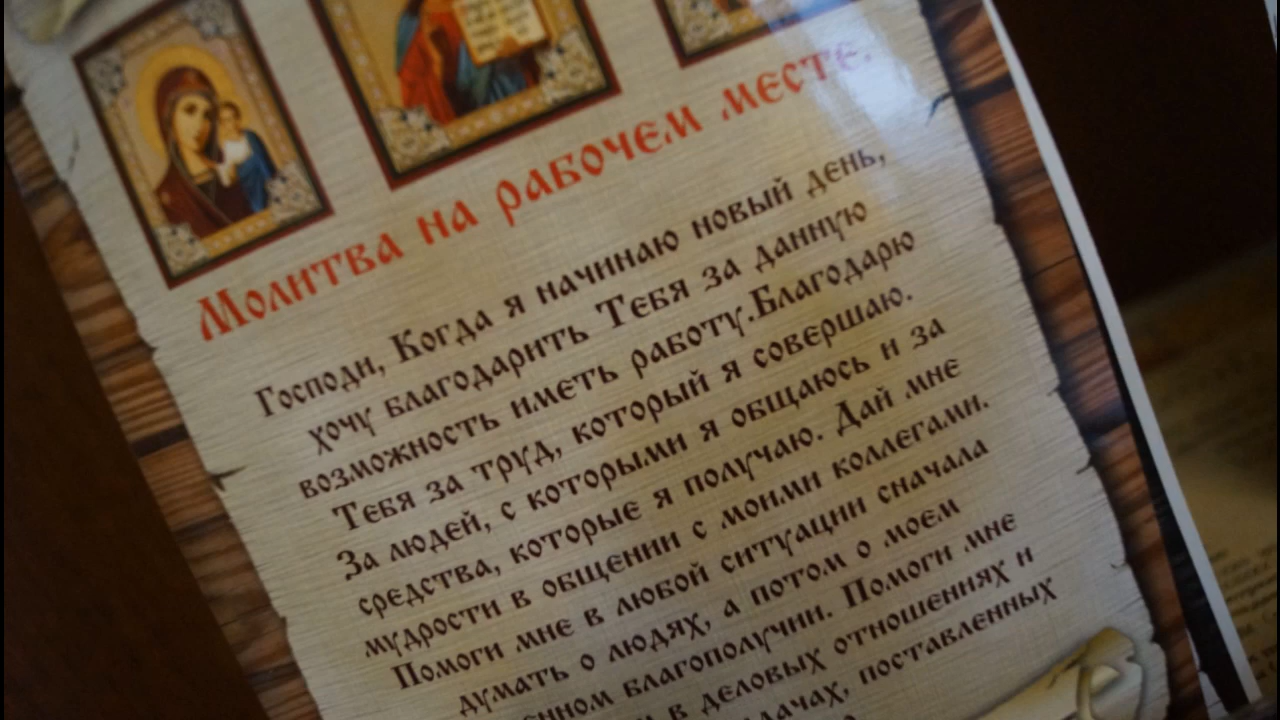 Молитва на рабочем месте.
Господи, Когда я начинаю новый день,
хочу благодарить Тебя за данную
возможность иметь работу.Благодарю
Тебя за труд, который я совершаю.
За людей, с которыми я общаюсь и за
средства, которые я получаю. Дай мне
мудрости в общении с моими коллегами.
Помоги мне в любой ситуации сначала
думать о людях, а потом о моем
благополучии. Помоги мне
в деловых отношениях и
поставленных